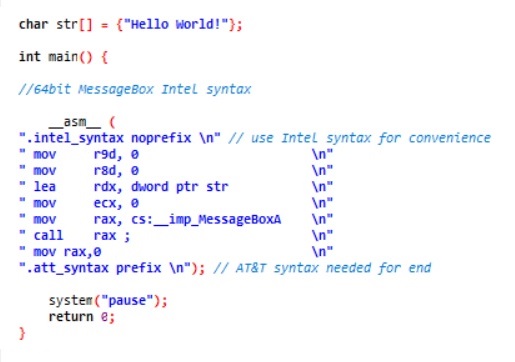 char str[] = {"Hello World!"};
int main() {
//64bit MessageBox Intel syntax
__asm__ (
".intel_syntax noprefix \n" // use Intel syntax for convenience
" mov r9d, 0 \n"
" mov r8d, 0 \n"
" lea rdx, dword ptr str \n"
" mov ecx, 0 \n"
" mov rax, cs:__imp_MessageBoxA \n"
" call rax ; \n"
" mov rax,0 \n"
".att_syntax prefix \n"); // AT&T syntax needed for end
system("pause");
return 0;
}